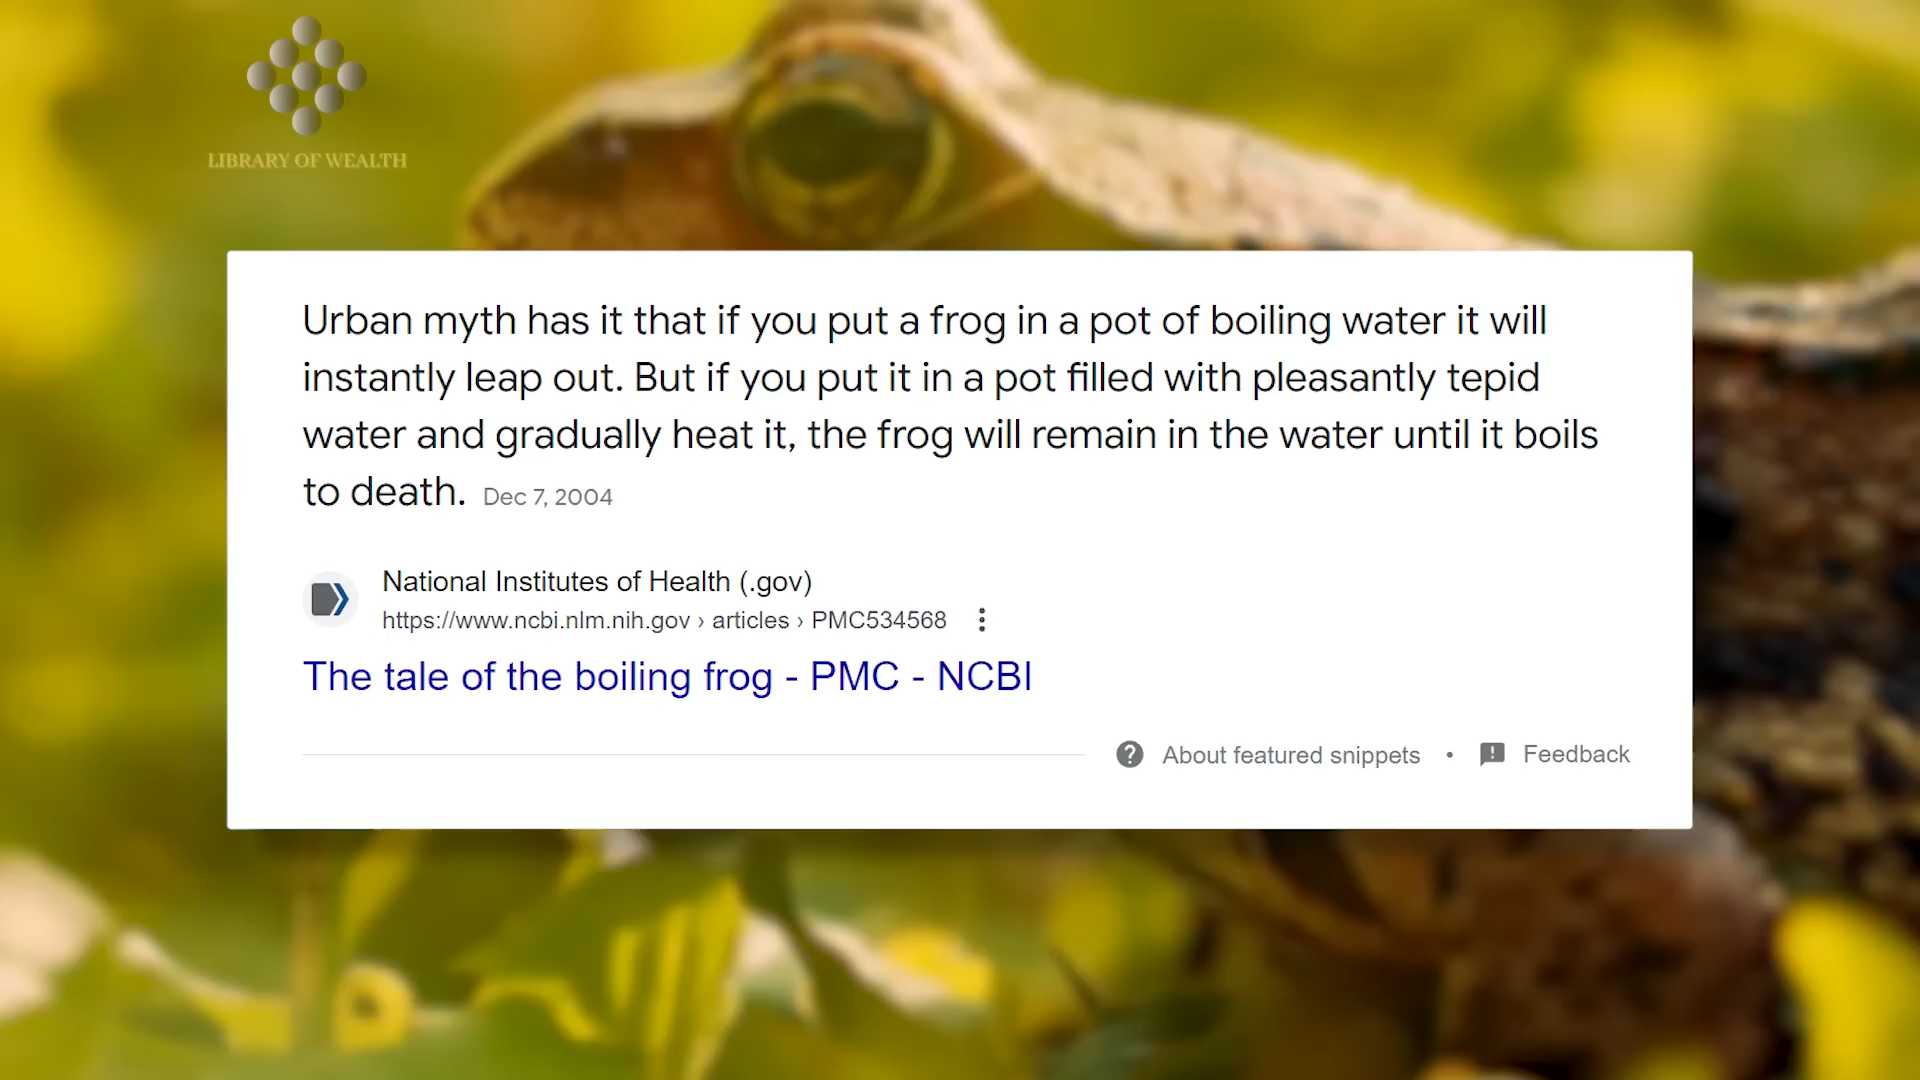 LIBRARY OF WEALTH
Urban myth has it that if you put a frog in a pot of boiling water it will
instantly leap out. But if you put it in a pot filled with pleasantly tepid
water and gradually heat it, the frog will remain in the water until it boils
to death. Dec 7, 2004
National Institutes of Health (.gov)
https://www.ncbi.nlm.nih.gov › articles › PMC534568
The tale of the boiling frog - PMC - NCBI
About featured snippets • Feedback